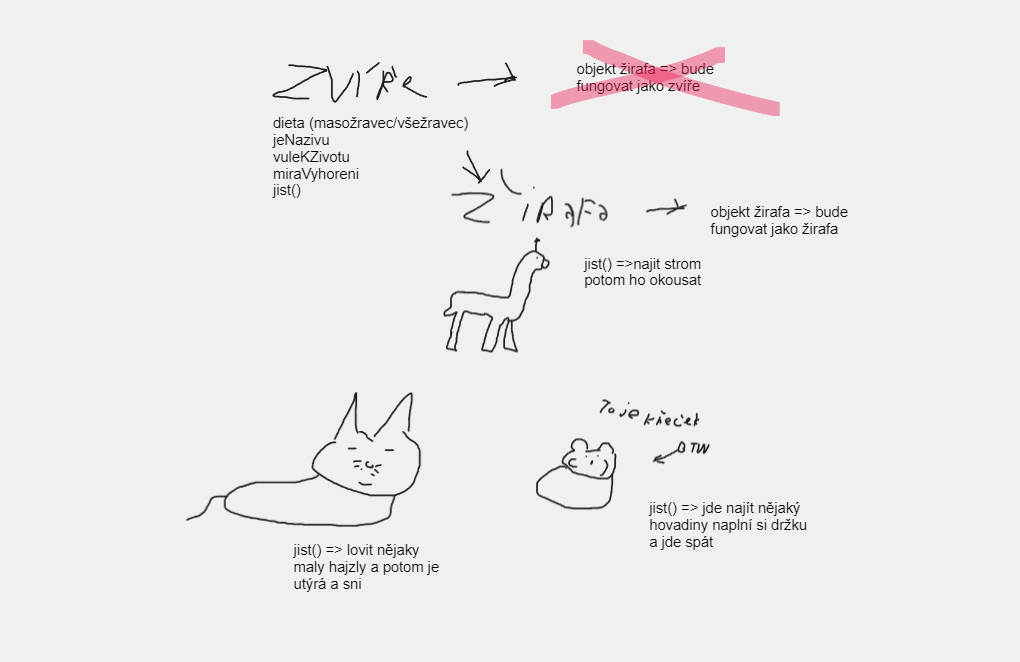 ZVÍŘE
objekt žirafa => bude
fungovat jako zvíře
dieta (masožravec/všežravec)
jeNazivu
vuleKZivotu
miraVyhoreni
jist()
ŽIRAFA
objekt žirafa => bude
fungovat jako žirafa
jist() =>najit strom
potom ho okousat
To je křeček
BTW
jist() => jde najít nějaký
hovadiny naplní si držku
a jde spát
jist() => lovit nějaky
maly hajzly a potom je
utýrá a sni